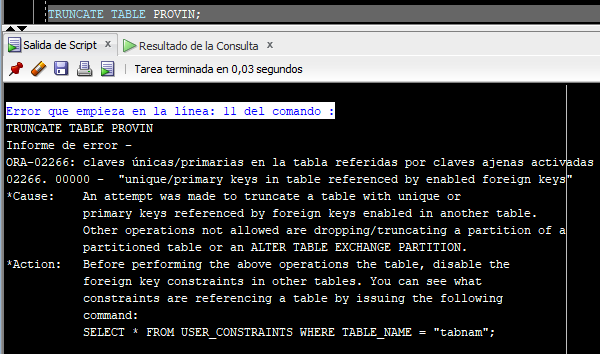 TRUNCATE TABLE PROVIN;
Salida de Script x Resultado de la Consulta x
Tarea terminada en 0,03 segundos
Error que empieza en la línea: 11 del comando :
TRUNCATE TABLE PROVIN
Informe de error -
ORA-02266: claves únicas/primarias en la tabla referidas por claves ajenas activadas
02266. 00000 - "unique/primary keys in table referenced by enabled foreign keys"
*Cause: An attempt was made to truncate a table with unique or
primary keys referenced by foreign keys enabled in another table.
Other operations not allowed are dropping/truncating a partition of a
partitioned table or an ALTER TABLE EXCHANGE PARTITION.
*Action: Before performing the above operations the table, disable the
foreign key constraints in other tables. You can see what
constraints are referencing a table by issuing the following
command:
SELECT * FROM USER_CONSTRAINTS WHERE TABLE_NAME = "tabnam";